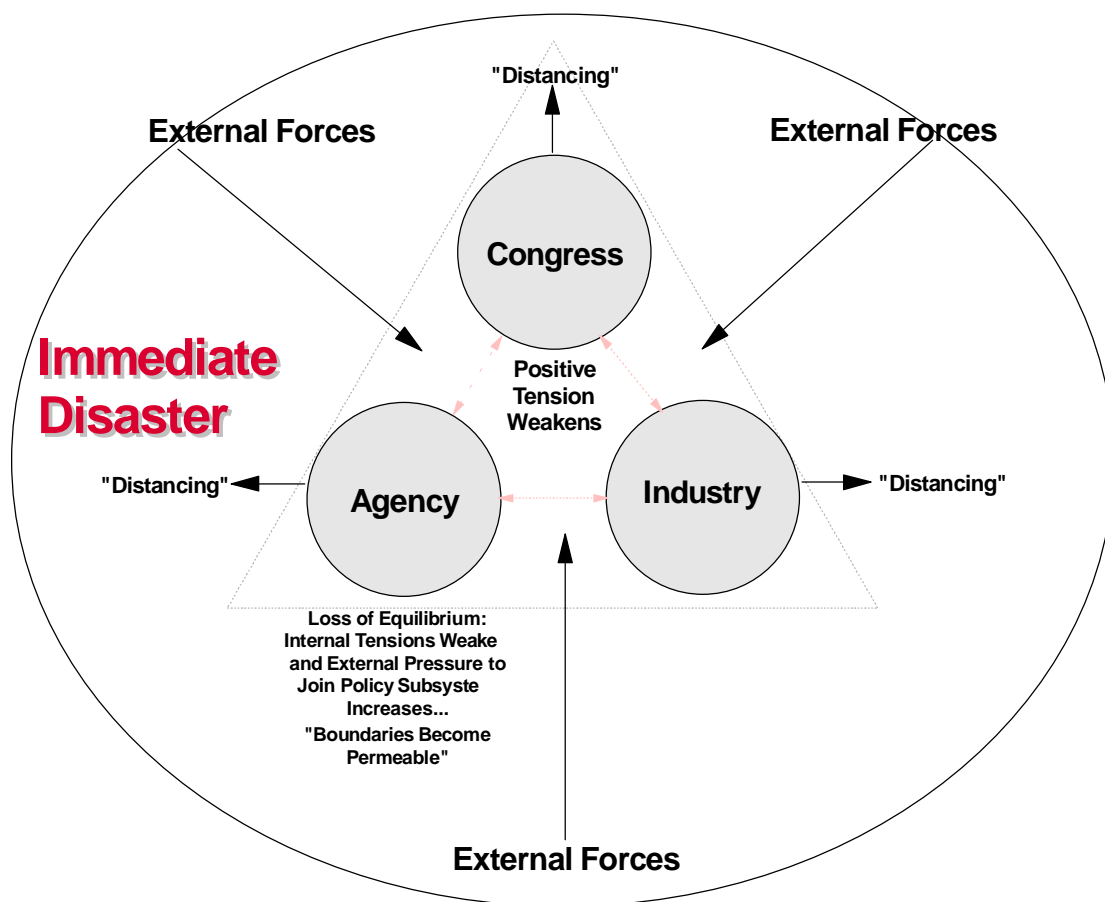 "Distancing"
External Forces
External Forces
Congress
Immediate
Disaster
Positive
Tension
Weakens
"Distancing"
Agency
Industry
"Distancing"
Loss of Equilibrium:
Internal Tensions Weake
and External Pressure to
Join Policy Subsyste
Increases...
"Boundaries Become
Permeable"
External Forces